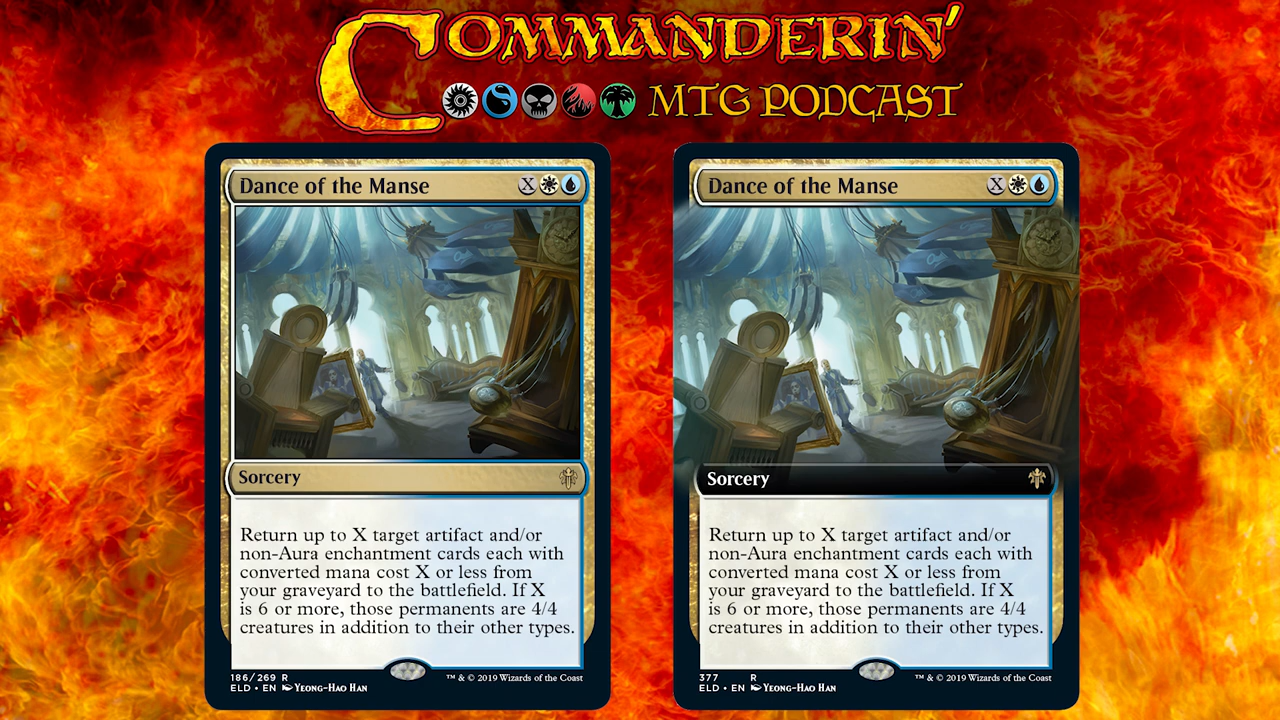 COMMANDERIN'
MTG PODCAST
Dance of the Manse X
Sorcery
Return up to X target artifact and/or
non-Aura enchantment cards each with
converted mana cost X or less from
your graveyard to the battlefield. If X
is 6 or more, those permanents are 4/4
creatures in addition to their other types.
186/269 R
ELD • EN Yeong-Hao Han
™ & © 2019 Wizards of the Coast
Dance of the Manse X
Sorcery
Return up to X target artifact and/or
non-Aura enchantment cards each with
converted mana cost X or less from
your graveyard to the battlefield. If X
is 6 or more, those permanents are 4/4
creatures in addition to their other types.
377 R
ELD • EN Yeong-Hao Han
™ & © 2019 Wizards of the Coast